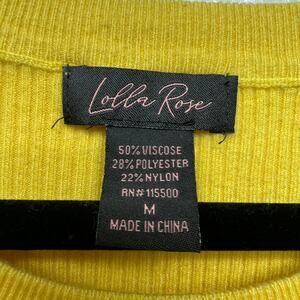 Lolla Rose
50% VISCOSE
28% POLYESTER
22% NYLON
RN# 115500
M
MADE IN CHINA